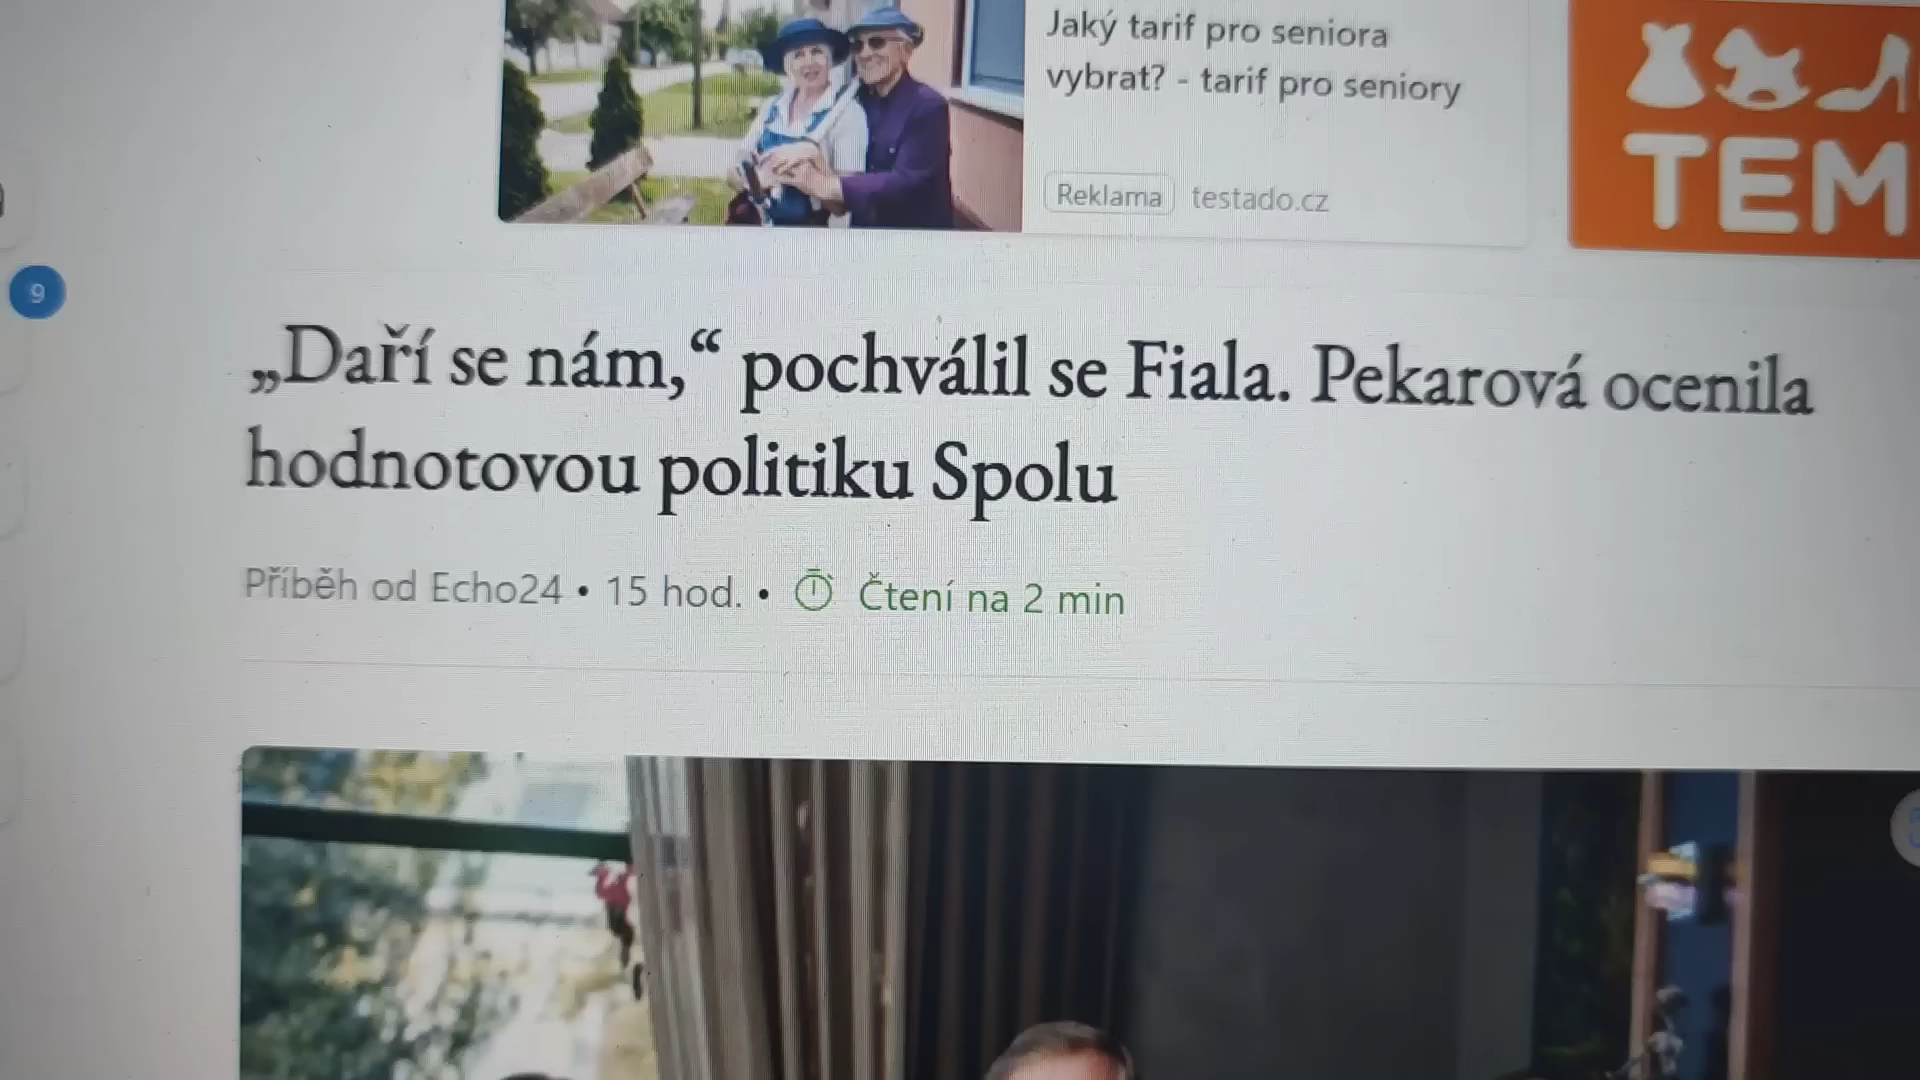 Jaký tarif pro seniora
vybrat? - tarif pro seniory
Reklama testado.cz
TEM
9
„Daří se nám,“ pochválil se Fiala. Pekarová ocenila
hodnotovou politiku Spolu
Příběh od Echo24 • 15 hod. • Čtení na 2 min